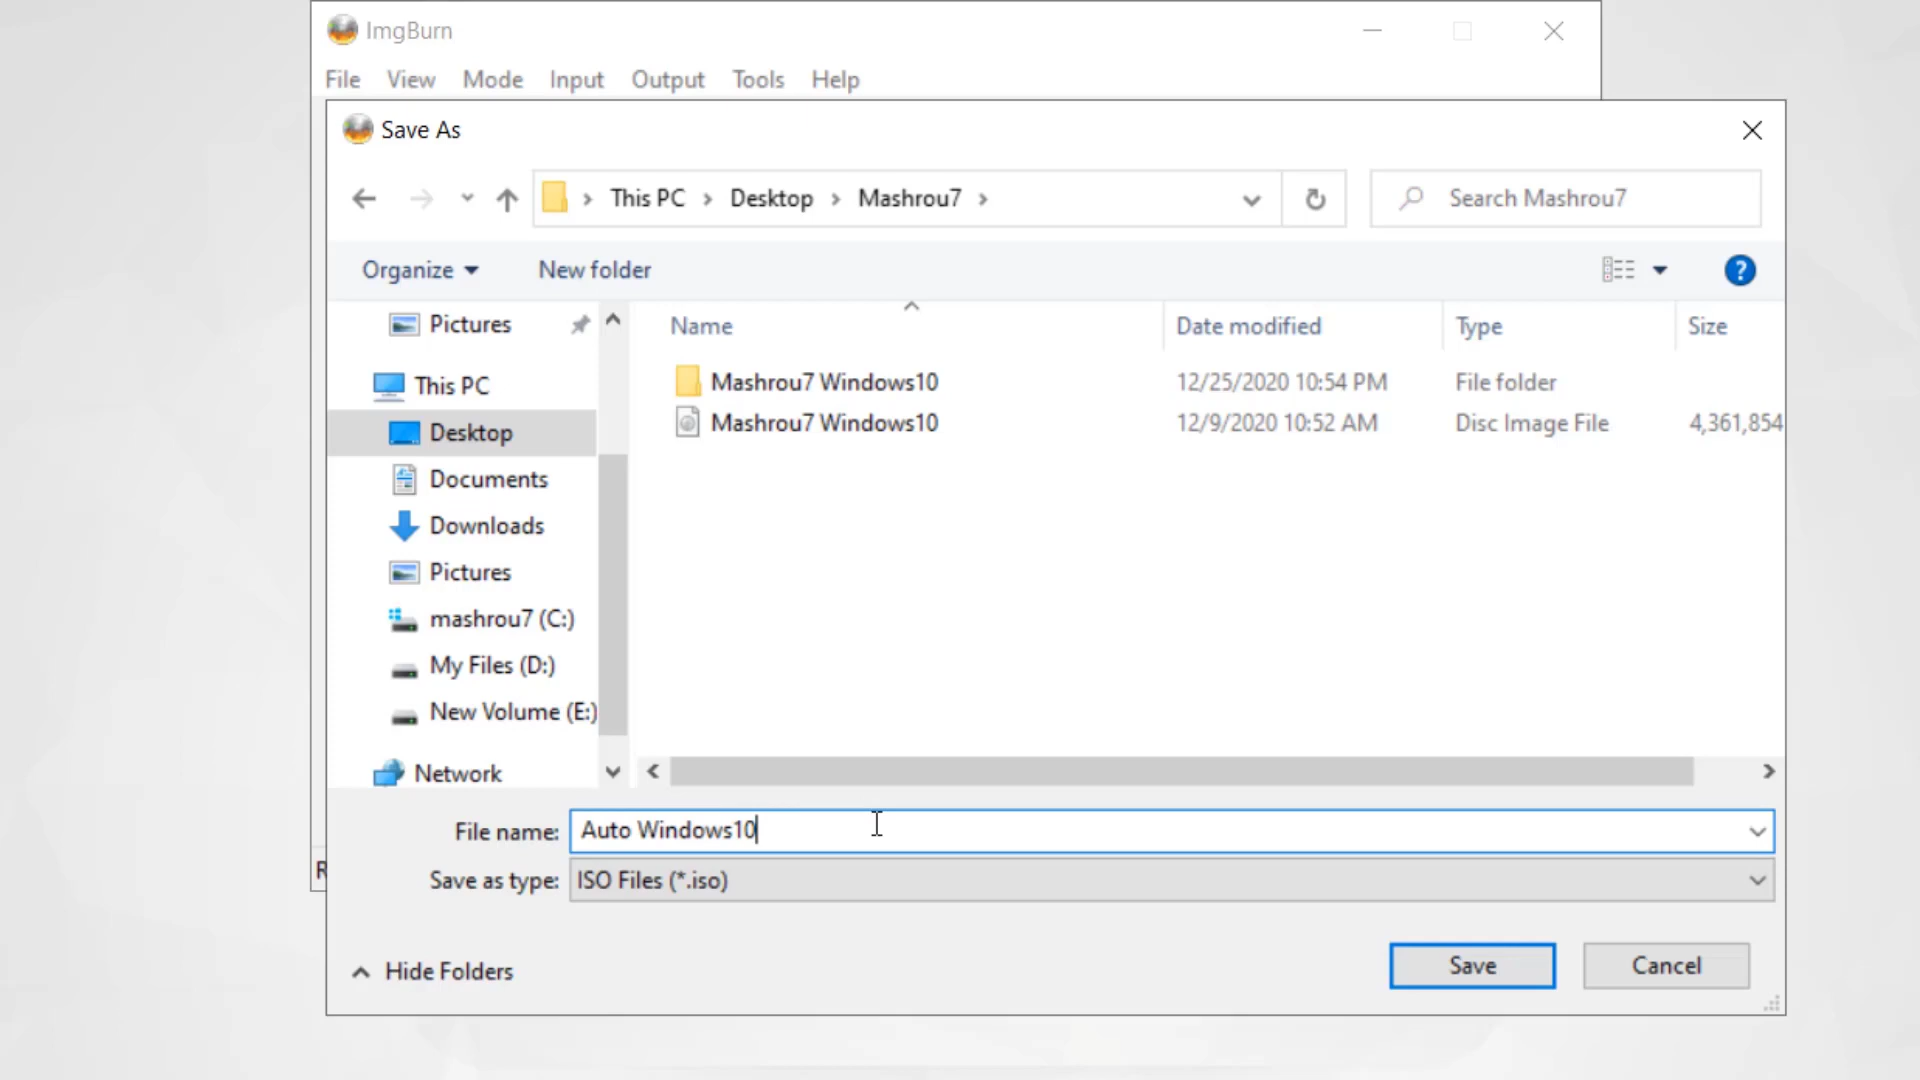 ImgBurn
File View Mode Input Output Tools Help
Save As
This PC Desktop Mashrou7
Search Mashrou7
Organize New folder
?
Pictures
This PC
Desktop
Documents
Downloads
Pictures
mashrou7 (C:)
My Files (D:)
New Volume (E:)
Network
Name Date modified Type Size
Mashrou7 Windows10 12/25/2020 10:54 PM File folder
Mashrou7 Windows10 12/9/2020 10:52 AM Disc Image File 4,361,854
File name: Auto Windows10
R
Save as type: ISO Files (*.iso)
Hide Folders
Save Cancel